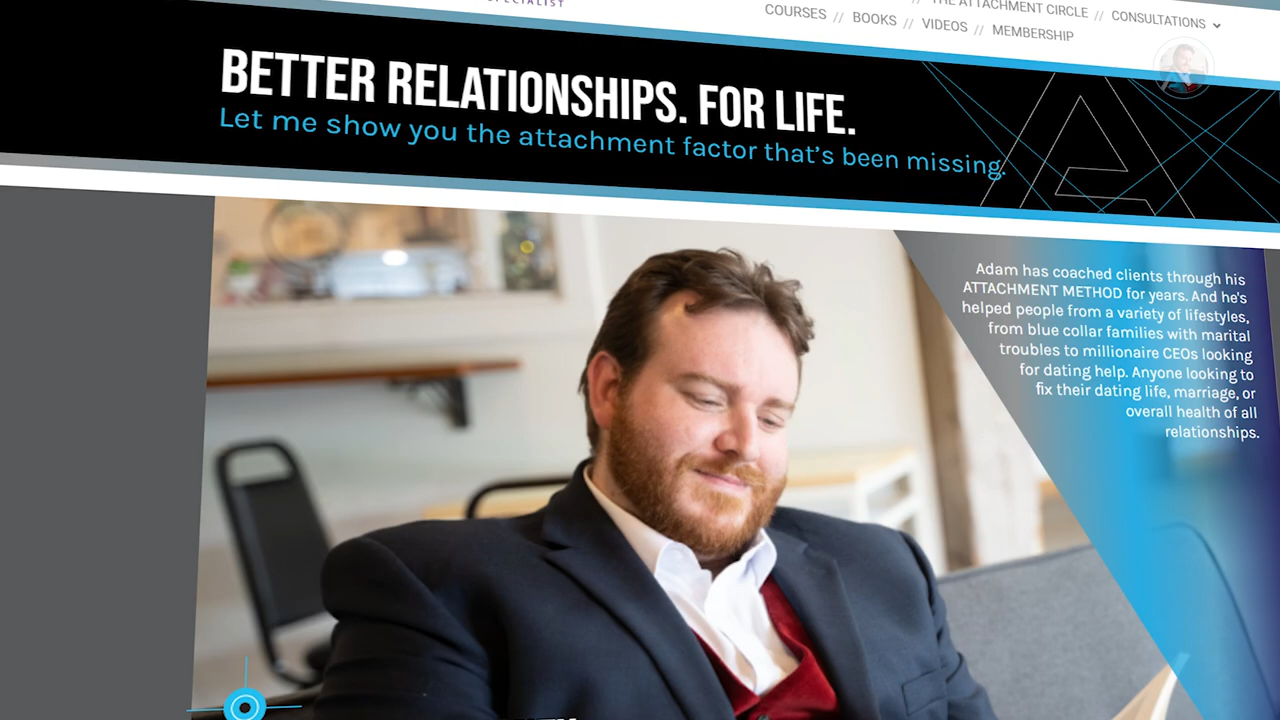 THE ATTACHMENT CIRCLE // CONSULTATIONS
COURSES // BOOKS // VIDEOS // MEMBERSHIP
BETTER RELATIONSHIPS. FOR LIFE.
Let me show you the attachment factor that's been missing.
Adam has coached clients through his
ATTACHMENT METHOD for years. And he's
helped people from a variety of lifestyles,
from blue collar families with marital
troubles to millionaire CEOs looking
for dating help. Anyone looking to
fix their dating life, marriage, or
overall health of all
relationships.